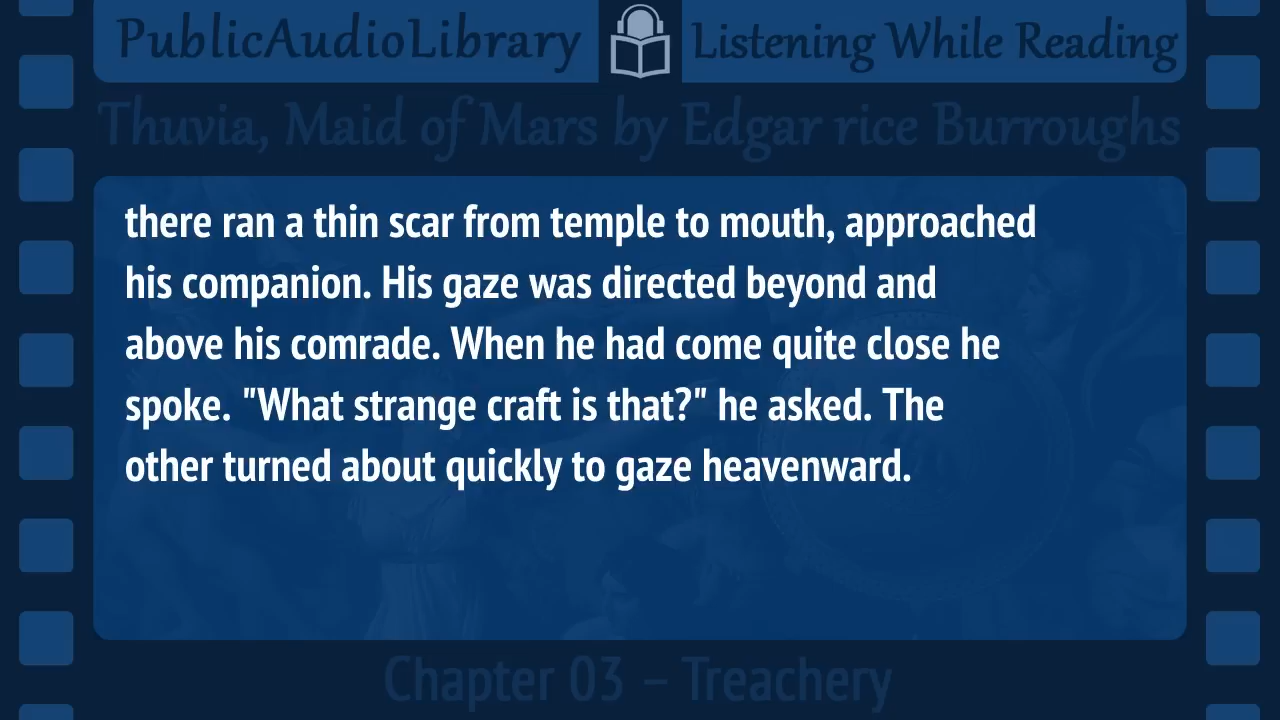 PublicAudioLibrary Listening While Reading
Thuvia, Maid of Mars by Edgar rice Burroughs
there ran a thin scar from temple to mouth, approached
his companion. His gaze was directed beyond and
above his comrade. When he had come quite close he
spoke. "What strange craft is that?" he asked. The
other turned about quickly to gaze heavenward.
Chapter 03 – Treachery